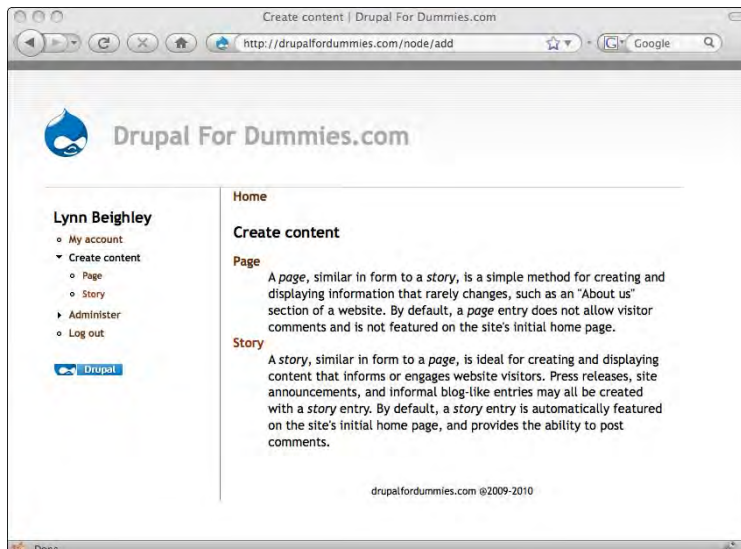 Create content | Drupal For Dummies.com
http://drupalfordummies.com/node/add
Google
Drupal For Dummies.com
Lynn Beighley
My account
Create content
Page
Story
Administer
Log out
Drupal
Home
Create content
Page
A page, similar in form to a story, is a simple method for creating and
displaying information that rarely changes, such as an "About us"
section of a website. By default, a page entry does not allow visitor
comments and is not featured on the site's initial home page.
Story
A story, similar in form to a page, is ideal for creating and displaying
content that informs or engages website visitors. Press releases, site
announcements, and informal blog-like entries may all be created
with a story entry. By default, a story entry is automatically featured
on the site's initial home page, and provides the ability to post
comments.
drupalfordummies.com ©2009-2010
Done